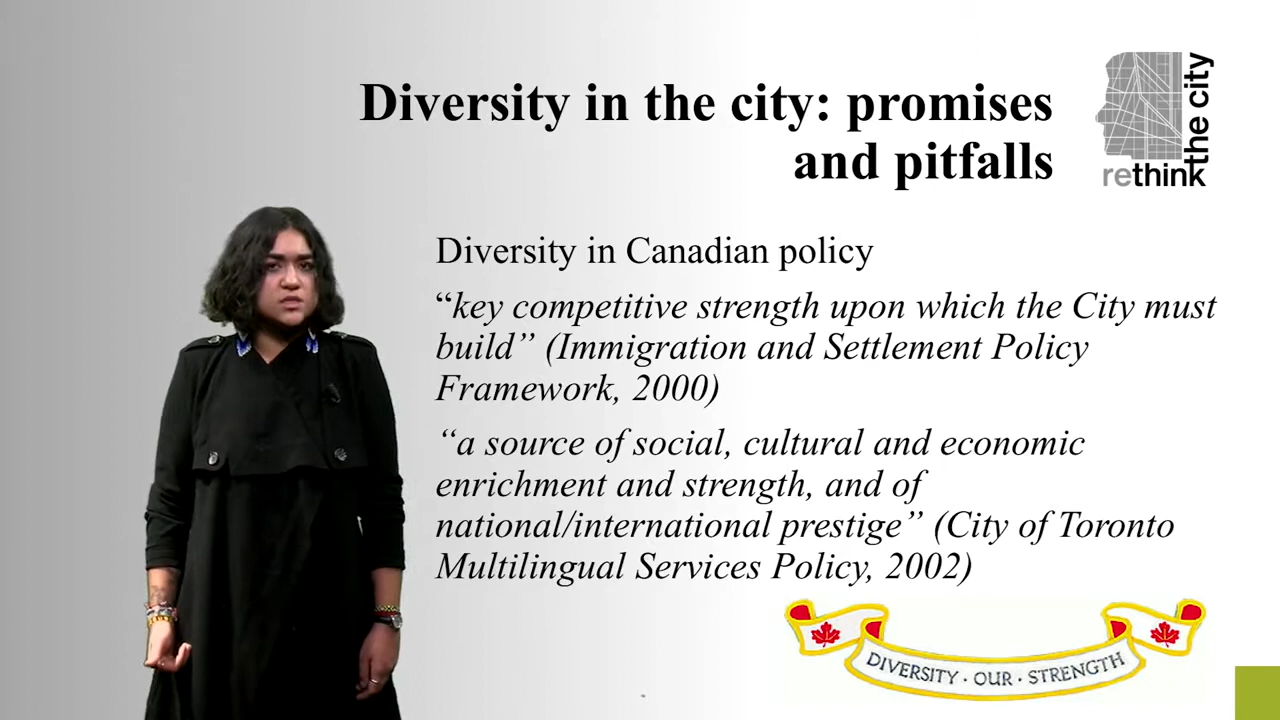 Diversity in the city: promises
and pitfalls
rethink
the city
Diversity in Canadian policy
“key competitive strength upon which the City must
build” (Immigration and Settlement Policy
Framework, 2000)
“a source of social, cultural and economic
enrichment and strength, and of
national/international prestige” (City of Toronto
Multilingual Services Policy, 2002)
DIVERSITY · OUR · STRENGTH